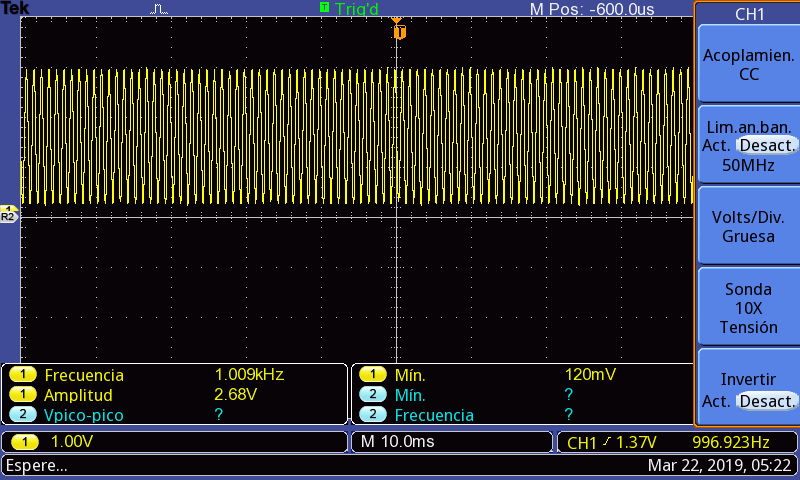 Tek T Trig'd M Pos: -600.0us CH1
T
Acoplamien.
CC
Lim.an.ban.
Act. Desact.
50MHz
Volts/Div.
Gruesa
Sonda
10X
Tensión
Invertir
Act. Desact.
1
R2
1 Frecuencia 1.009kHz
1 Amplitud 2.68V
2 Vpico-pico ?
1 Mín. 120mV
2 Mín. ?
2 Frecuencia ?
1 1.00V M 10.0ms CH1 1.37V 996.923Hz
Espere... Mar 22, 2019, 05:22